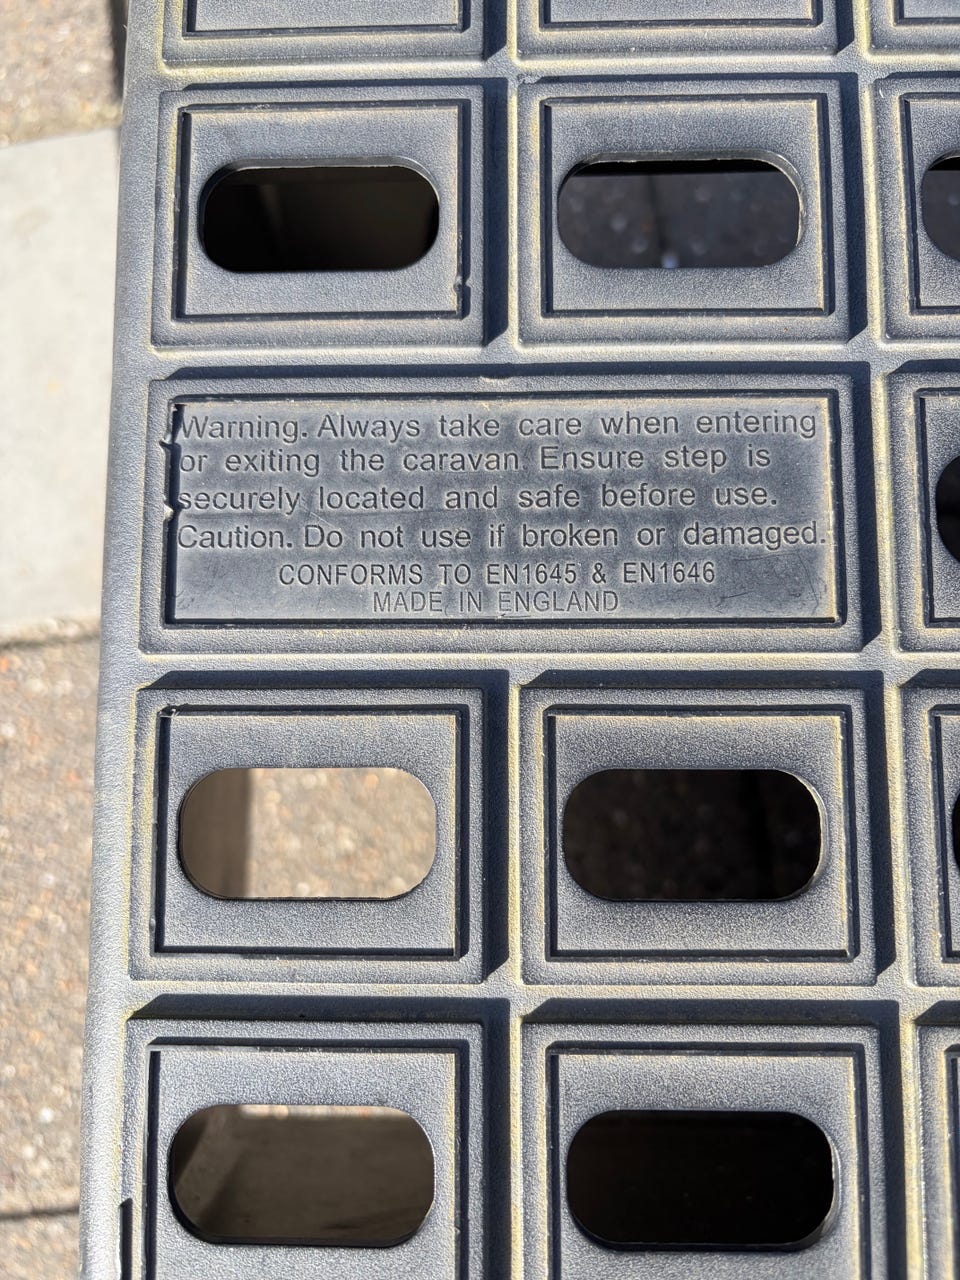 Warning. Always take care when entering
or exiting the caravan. Ensure step is
securely located and safe before use.
Caution. Do not use if broken or damaged.
CONFORMS TO EN1645 & EN1646
MADE IN ENGLAND